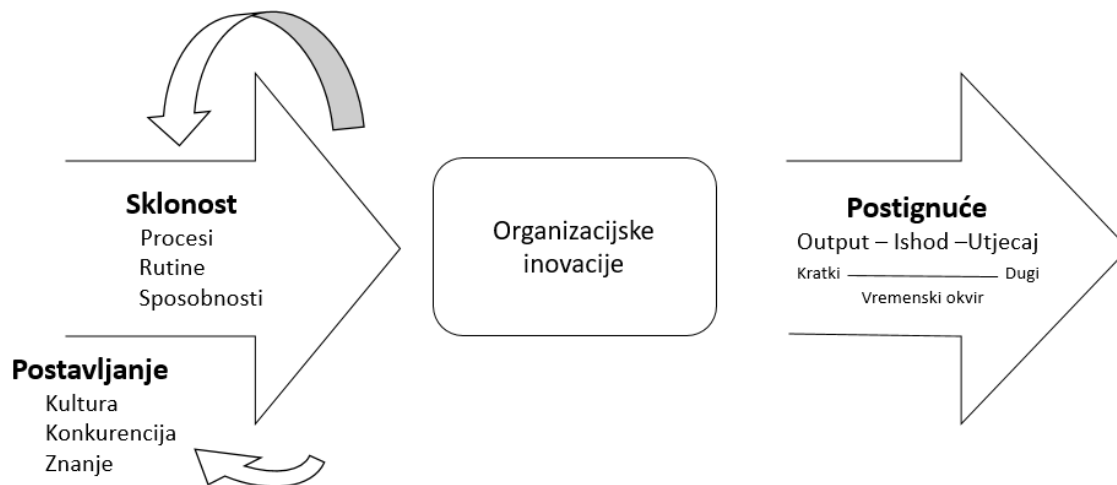 Sklonost
Procesi
Rutine
Sposobnosti
Postavljanje
Kultura
Konkurencija
Znanje
Organizacijske
inovacije
Postignuće
Output – Ishod –Utjecaj
Kratki
Dugi
Vremenski okvir